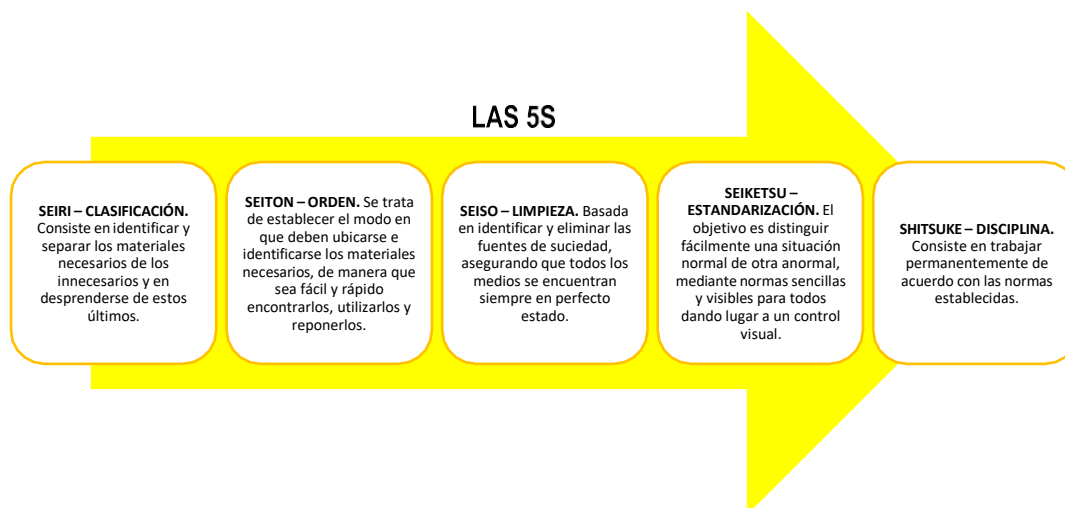 LAS 5S
SEIRI – CLASIFICACIÓN.
Consiste en identificar y
separar los materiales
necesarios de los
innecesarios y en
desprenderse de estos
últimos.
SEITON – ORDEN. Se trata
de establecer el modo en
que deben ubicarse e
identificarse los materiales
necesarios, de manera que
sea fácil y rápido
encontrarlos, utilizarlos y
reponerlos.
SEISO – LIMPIEZA. Basada
en identificar y eliminar las
fuentes de suciedad,
asegurando que todos los
medios se encuentran
siempre en perfecto
estado.
SEIKETSU –
ESTANDARIZACIÓN. El
objetivo es distinguir
fácilmente una situación
normal de otra anormal,
mediante normas sencillas
y visibles para todos
dando lugar a un control
visual.
SHITSUKE – DISCIPLINA.
Consiste en trabajar
permanentemente de
acuerdo con las normas
establecidas.